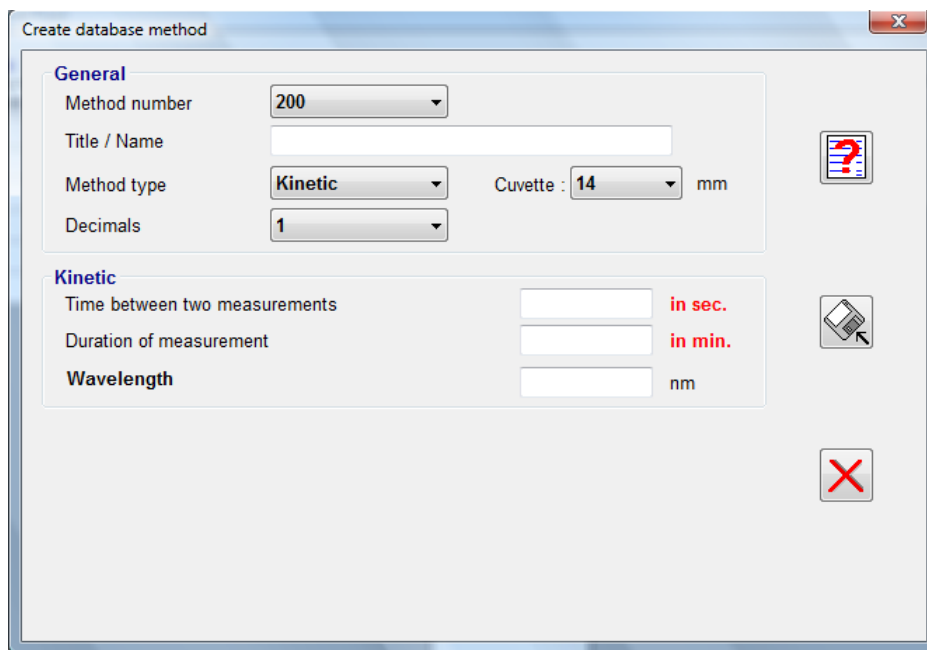 Create database method
General
Method number 200
Title / Name
Method type Kinetic Cuvette : 14 mm
Decimals 1
Kinetic
Time between two measurements in sec.
Duration of measurement in min.
Wavelength nm